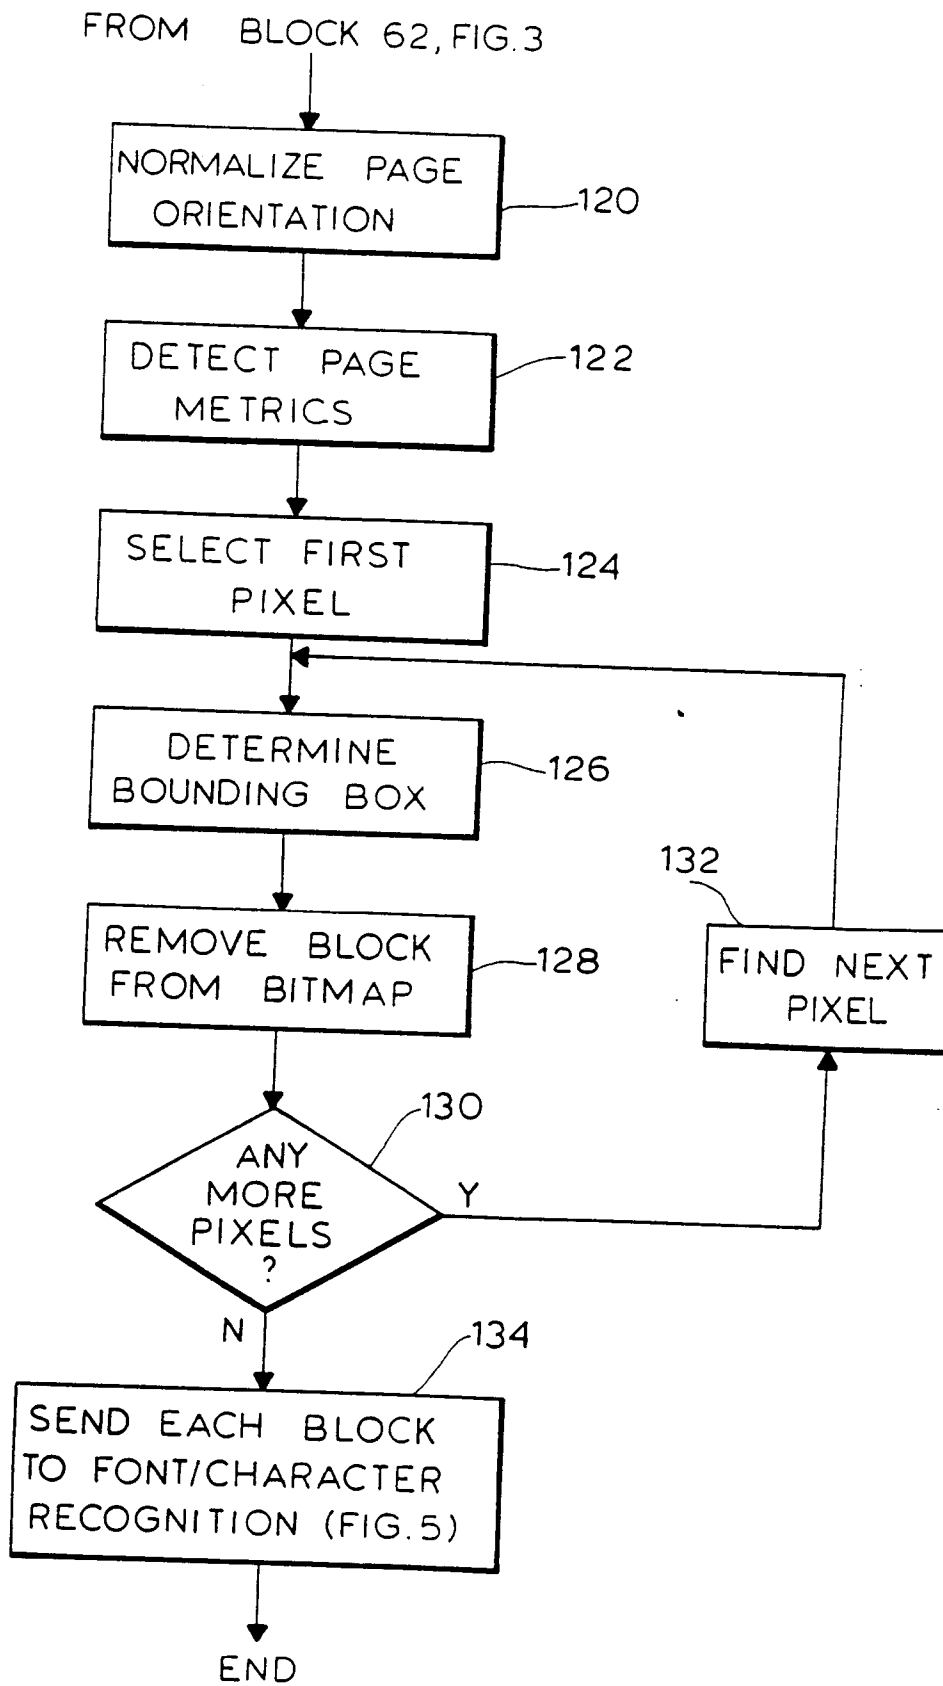 FROM BLOCK 62, FIG.3
NORMALIZE PAGE
ORIENTATION
120
DETECT PAGE
METRICS
122
SELECT FIRST
PIXEL
124
DETERMINE
BOUNDING BOX
126
132
REMOVE BLOCK
FROM BITMAP
128
FIND NEXT
PIXEL
130
ANY
MORE
PIXELS
?
Y
N
134
SEND EACH BLOCK
TO FONT/CHARACTER
RECOGNITION (FIG.5)
END